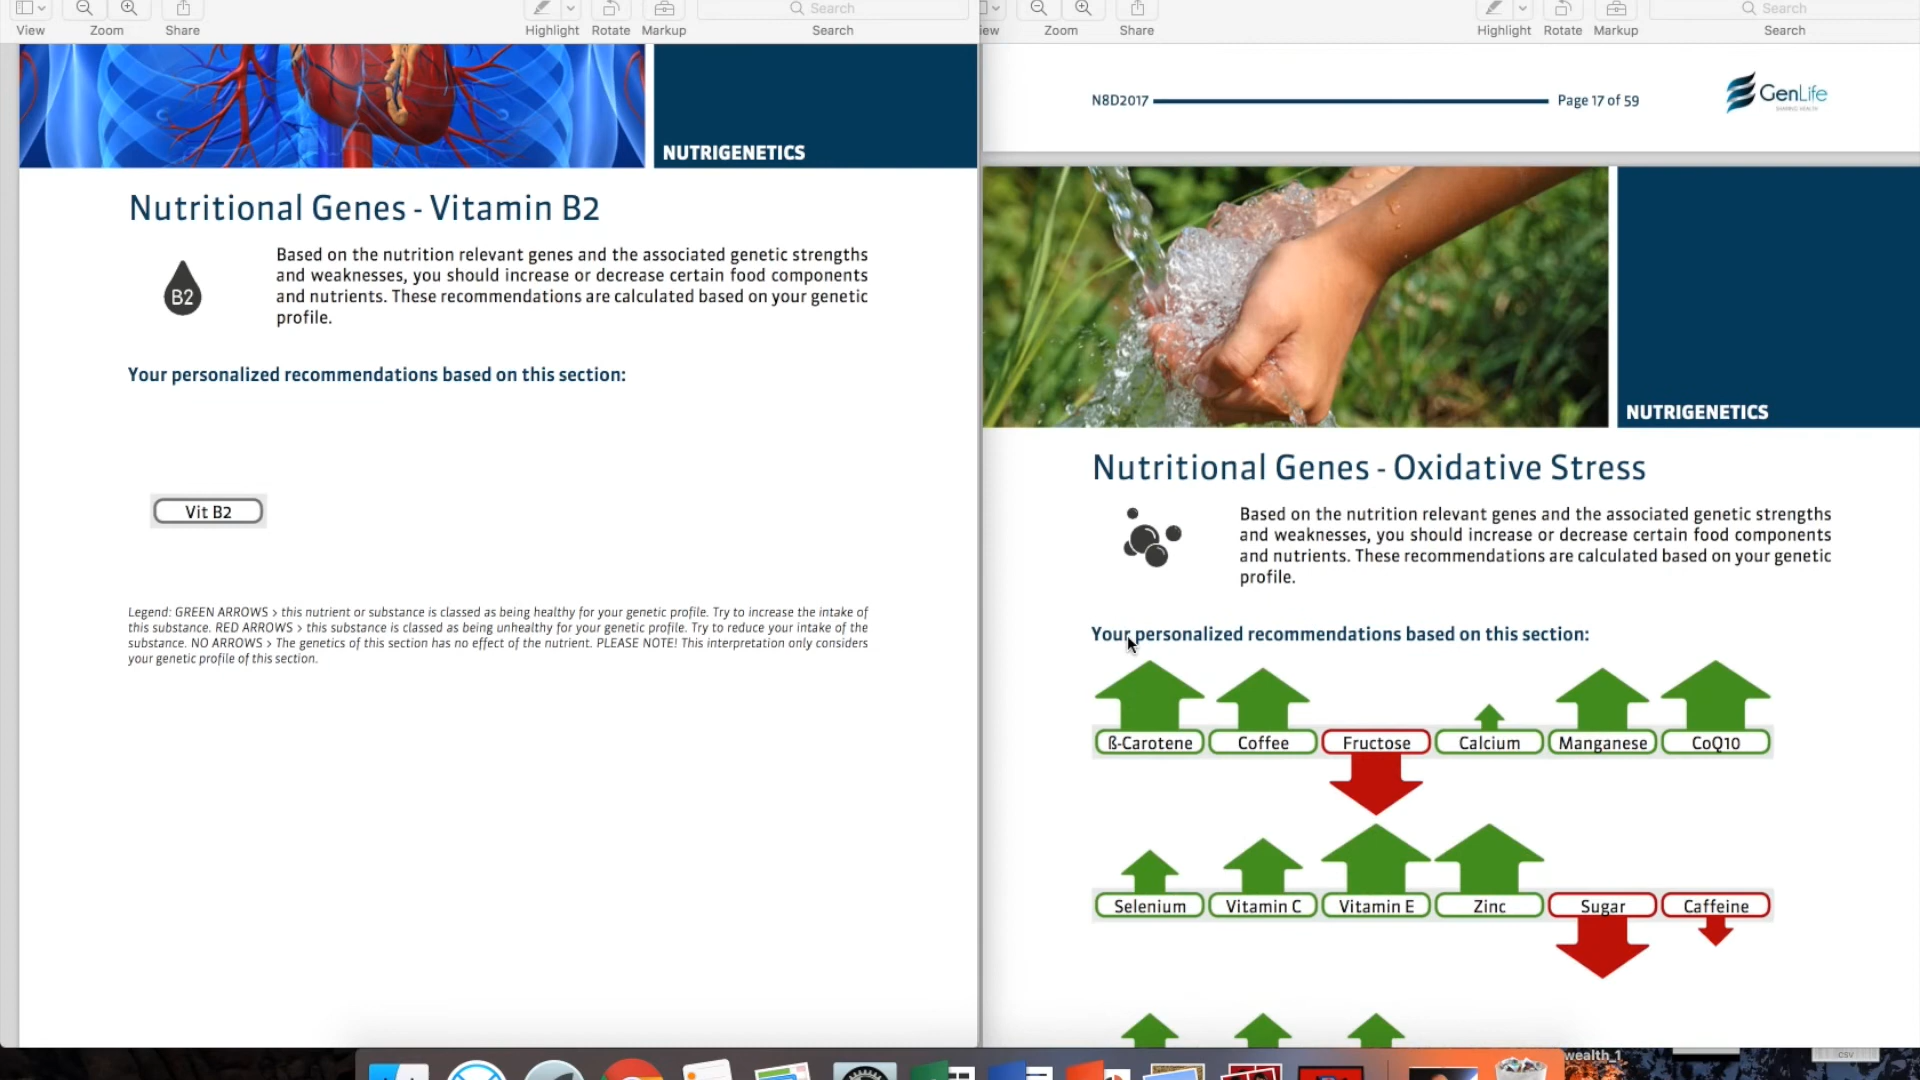 View
Zoom
Share
Highlight
Rotate
Markup
Search
Search
NUTRIGENETICS
Nutritional Genes - Vitamin B2
B2
Based on the nutrition relevant genes and the associated genetic strengths
and weaknesses, you should increase or decrease certain food components
and nutrients. These recommendations are calculated based on your genetic
profile.
Your personalized recommendations based on this section:
Vit B2
Legend: GREEN ARROWS > this nutrient or substance is classed as being healthy for your genetic profile. Try to increase the intake of
this substance. RED ARROWS > this substance is classed as being unhealthy for your genetic profile. Try to reduce your intake of the
substance. NO ARROWS > The genetics of this section has no effect of the nutrient. PLEASE NOTE! This interpretation only considers
your genetic profile of this section.
iew
Zoom
Share
Highlight
Rotate
Markup
Search
Search
N8D2017
Page 17 of 59
GenLife
SHARING HEALTH
NUTRIGENETICS
Nutritional Genes - Oxidative Stress
Based on the nutrition relevant genes and the associated genetic strengths
and weaknesses, you should increase or decrease certain food components
and nutrients. These recommendations are calculated based on your genetic
profile.
Your personalized recommendations based on this section:
ß-Carotene Coffee Fructose Calcium Manganese CoQ10
Selenium Vitamin C Vitamin E Zinc Sugar Caffeine
wealth_1
csv